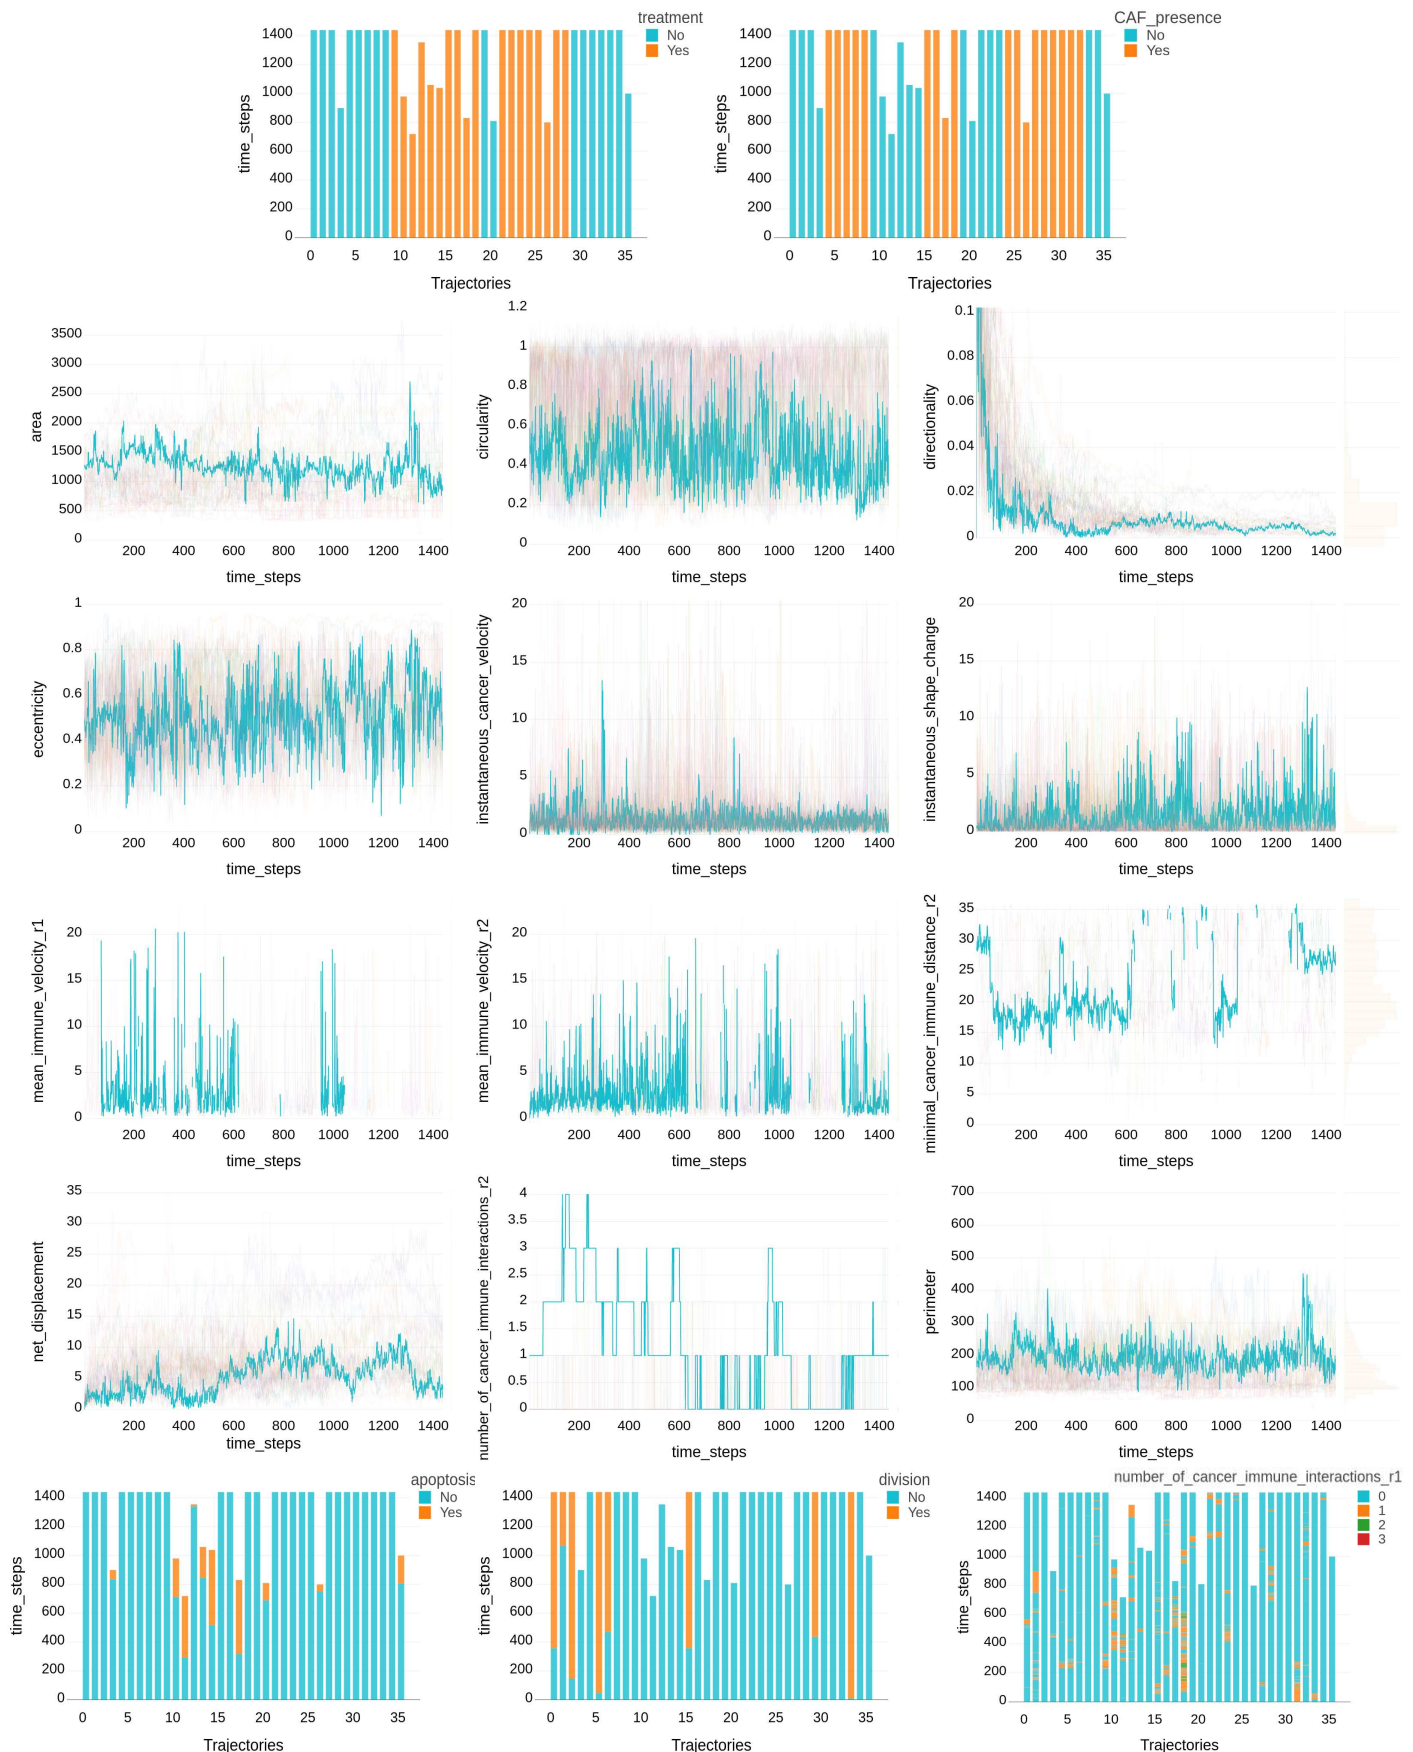 treatment
No
Yes
1400
1200
1000
800
600
400
200
0
time_steps
0 5 10 15 20 25 30 35
Trajectories
CAF_presence
No
Yes
1400
1200
1000
800
600
400
200
0
time_steps
0 5 10 15 20 25 30 35
Trajectories
3500
3000
2500
2000
1500
1000
500
0
area
200 400 600 800 1000 1200 1400
time_steps
1.2
1
0.8
0.6
0.4
0.2
0
circularity
200 400 600 800 1000 1200 1400
time_steps
0.1
0.08
0.06
0.04
0.02
0
directionality
200 400 600 800 1000 1200 1400
time_steps
1
0.8
0.6
0.4
0.2
0
eccentricity
200 400 600 800 1000 1200 1400
time_steps
20
15
10
5
0
instantaneous_cancer_velocity
200 400 600 800 1000 1200 1400
time_steps
20
15
10
5
0
instantaneous_shape_change
200 400 600 800 1000 1200 1400
time_steps
20
15
10
5
0
mean_immune_velocity_r1
200 400 600 800 1000 1200 1400
time_steps
20
15
10
5
0
mean_immune_velocity_r2
200 400 600 800 1000 1200 1400
time_steps
35
30
25
20
15
10
5
0
minimal_cancer_immune_distance_r2
200 400 600 800 1000 1200 1400
time_steps
35
30
25
20
15
10
5
0
net_displacement
200 400 600 800 1000 1200 1400
time_steps
4
3.5
3
2.5
2
1.5
1
0.5
0
number_of_cancer_immune_interactions_r2
200 400 600 800 1000 1200 1400
time_steps
700
600
500
400
300
200
100
0
perimeter
200 400 600 800 1000 1200 1400
time_steps
apoptosis
No
Yes
1400
1200
1000
800
600
400
200
0
time_steps
0 5 10 15 20 25 30 35
Trajectories
division
No
Yes
1400
1200
1000
800
600
400
200
0
time_steps
0 5 10 15 20 25 30 35
Trajectories
number_of_cancer_immune_interactions_r1
0
1
2
3
1400
1200
1000
800
600
400
200
0
time_steps
0 5 10 15 20 25 30 35
Trajectories